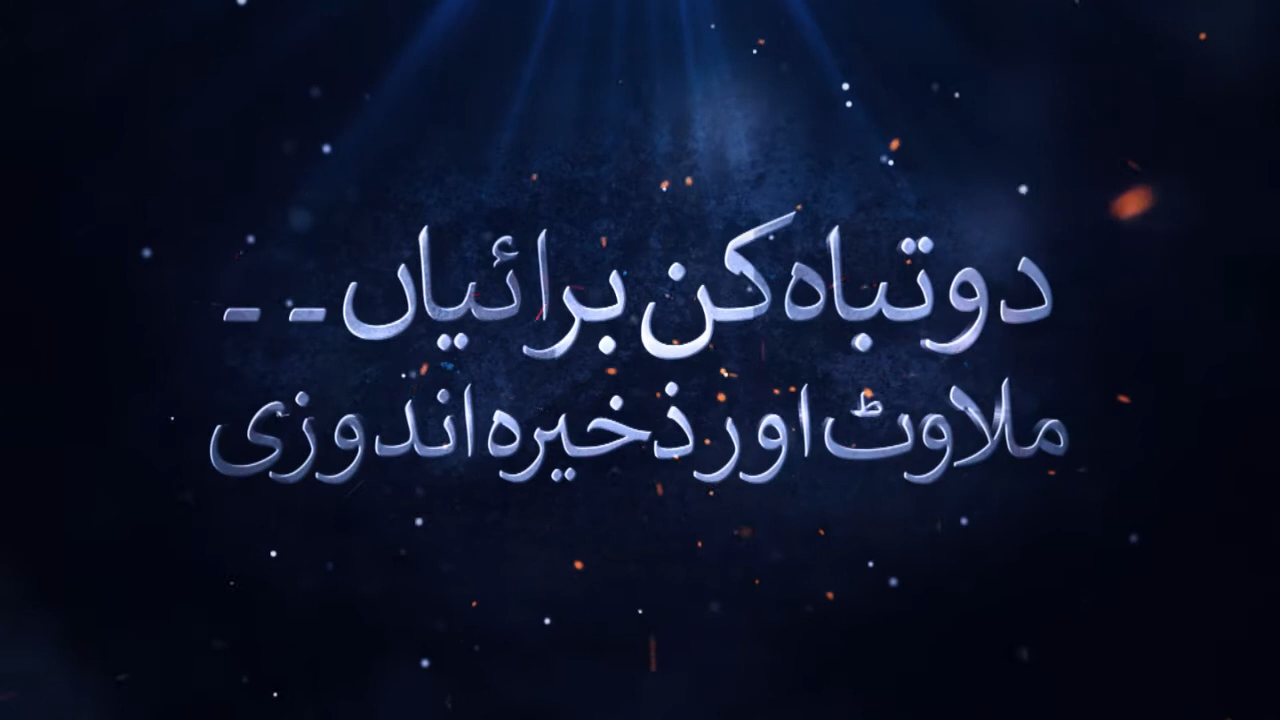 دو تباہ کن برائیاں ۔ ۔
ملاوٹ اور ذخیرہ اندوزی